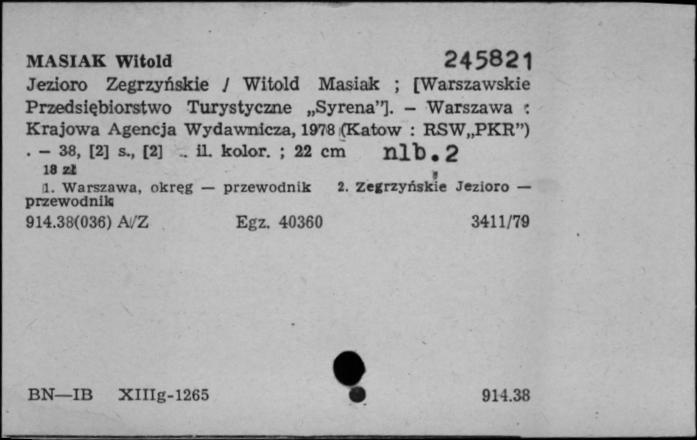 MASIAK Witold 245821
Jezioro Zegrzyńskie / Witold Masiak ; [Warszawskie
Przedsiębiorstwo Turystyczne „Syrena”]. — Warszawa :
Krajowa Agencja Wydawnicza, 1978 (Katow : RSW„PKR”)
. — 38, [2] s., [2] .. il. kolor. ; 22 cm nlb.2
18 zł
1. Warszawa, okręg — przewodnik 2. Zegrzyńskie Jezioro —
przewodnik
914.38(036) A/Z Egz. 40360 3411/79
BN—IB XIIIg-1265 914.38